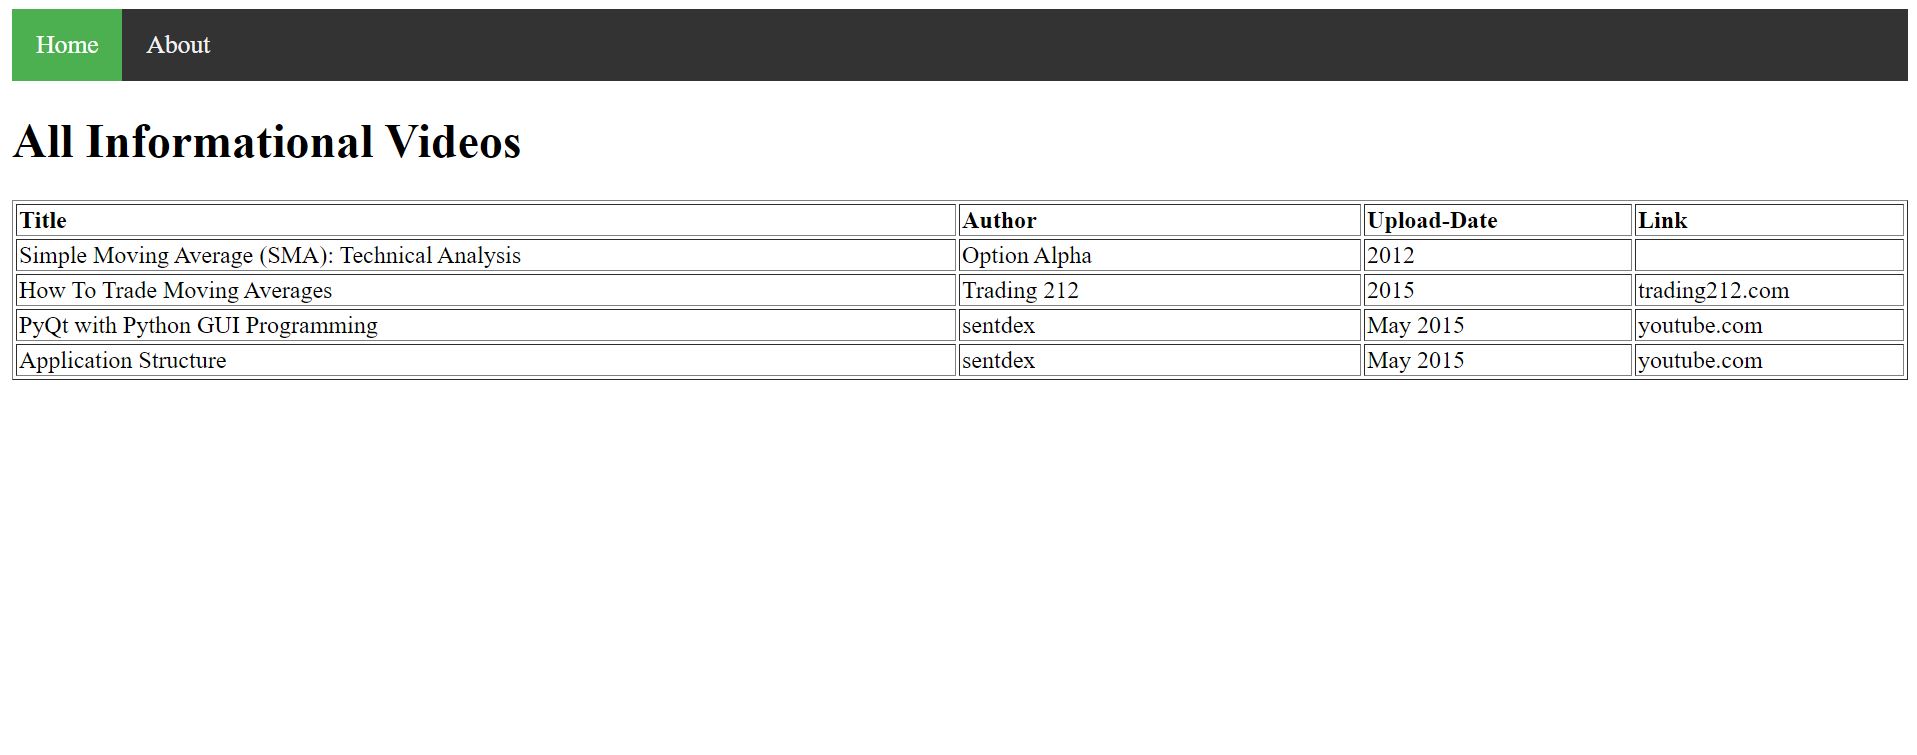 Home About
All Informational Videos
Title Author Upload-Date Link
Simple Moving Average (SMA): Technical Analysis Option Alpha 2012
How To Trade Moving Averages Trading 212 2015 trading212.com
PyQt with Python GUI Programming sentdex May 2015 youtube.com
Application Structure sentdex May 2015 youtube.com